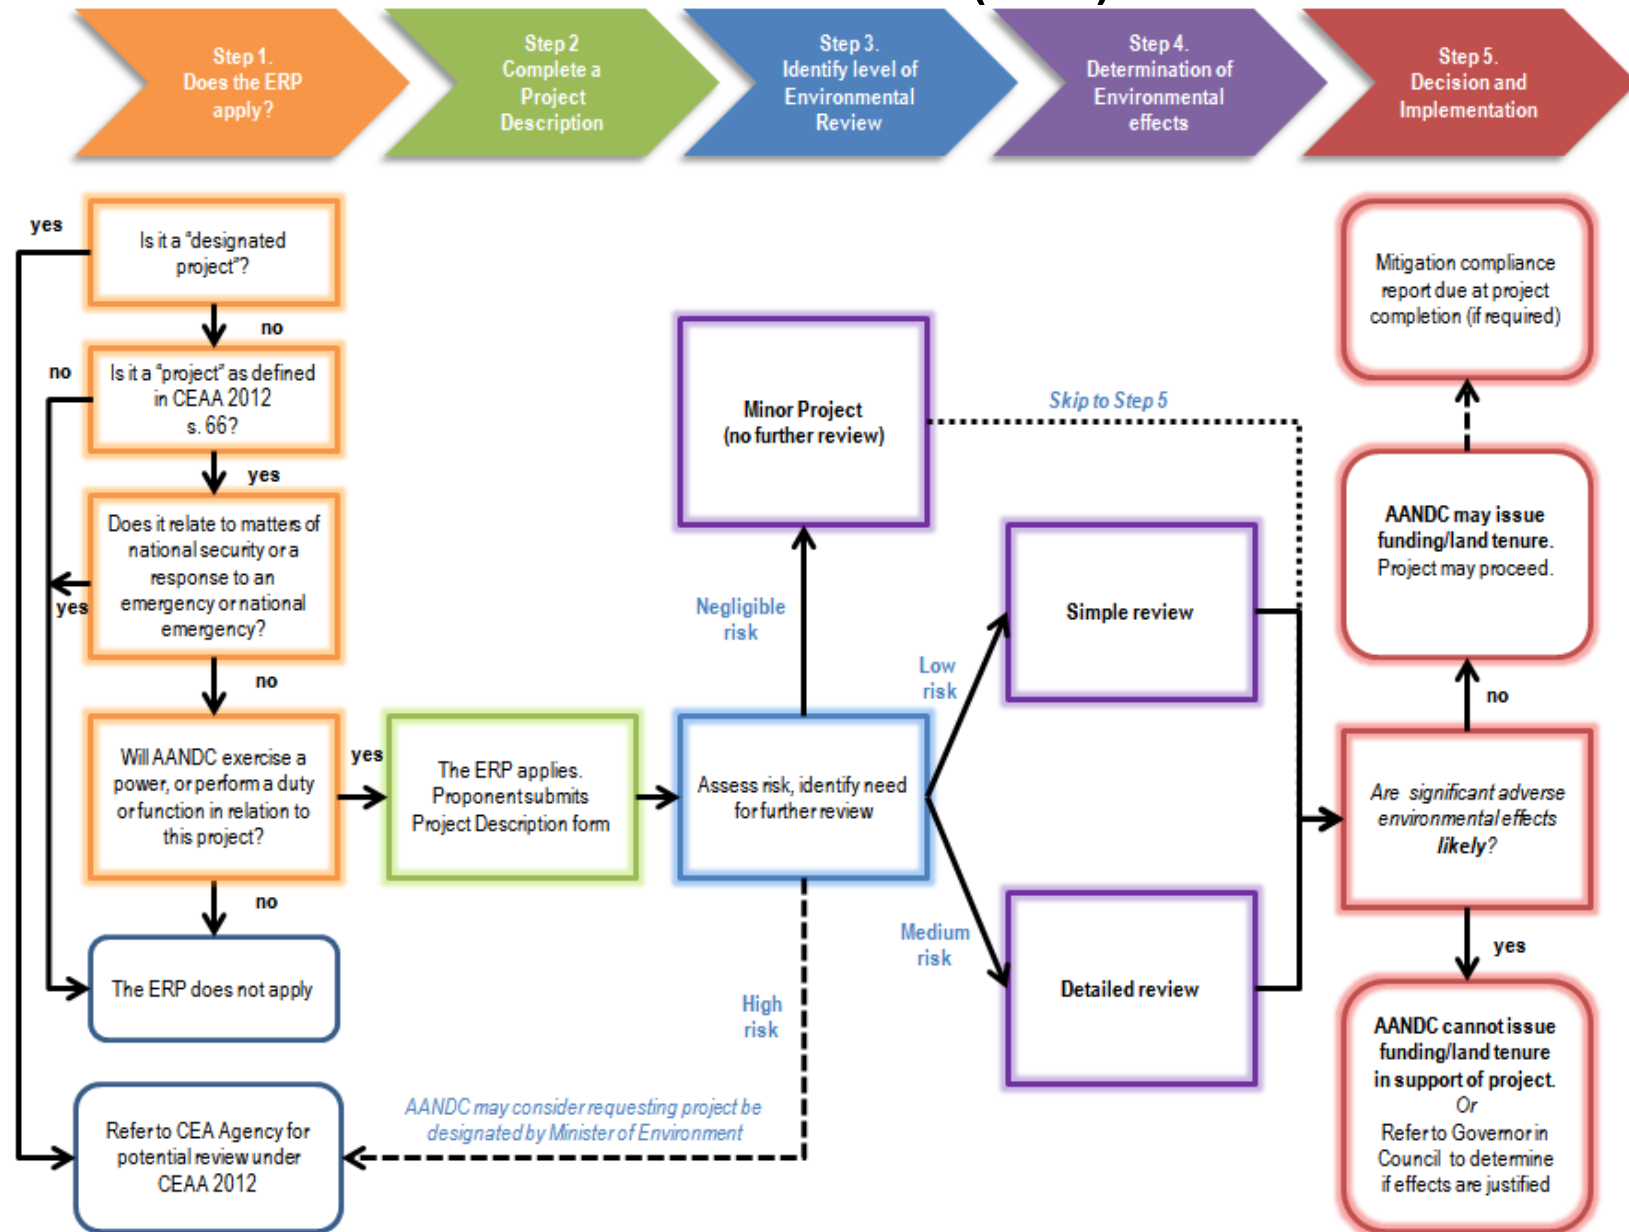 Step 1.
Does the ERP
apply?
Step 2
Complete a
Project
Description
Step 3.
Identify level of
Environmental
Review
Step 4.
Determination of
Environmental
effects
Step 5.
Decision and
Implementation
yes
Is it a "designated
project"?
no
no
Is it a "project" as defined
in CEAA 2012
s. 66?
yes
Does it relate to matters of
national security or a
response to an
emergency or national
emergency?
yes
no
Will AANDC exercise a
power, or perform a duty
or function in relation to
this project?
yes
no
The ERP does not apply
Refer to CEA Agency for
potential review under
CEAA 2012
The ERP applies.
Proponent submits
Project Description form
Minor Project
(no further review)
Skip to Step 5
Negligible
risk
Assess risk, identify need
for further review
Low
risk
Medium
risk
High
risk
AANDC may consider requesting project be
designated by Minister of Environment
Simple review
Detailed review
Mitigation compliance
report due at project
completion (if required)
AANDC may issue
funding/land tenure.
Project may proceed.
no
Are significant adverse
environmental effects
likely?
yes
AANDC cannot issue
funding/land tenure
in support of project.
Or
Refer to Governor in
Council to determine
if effects are justified